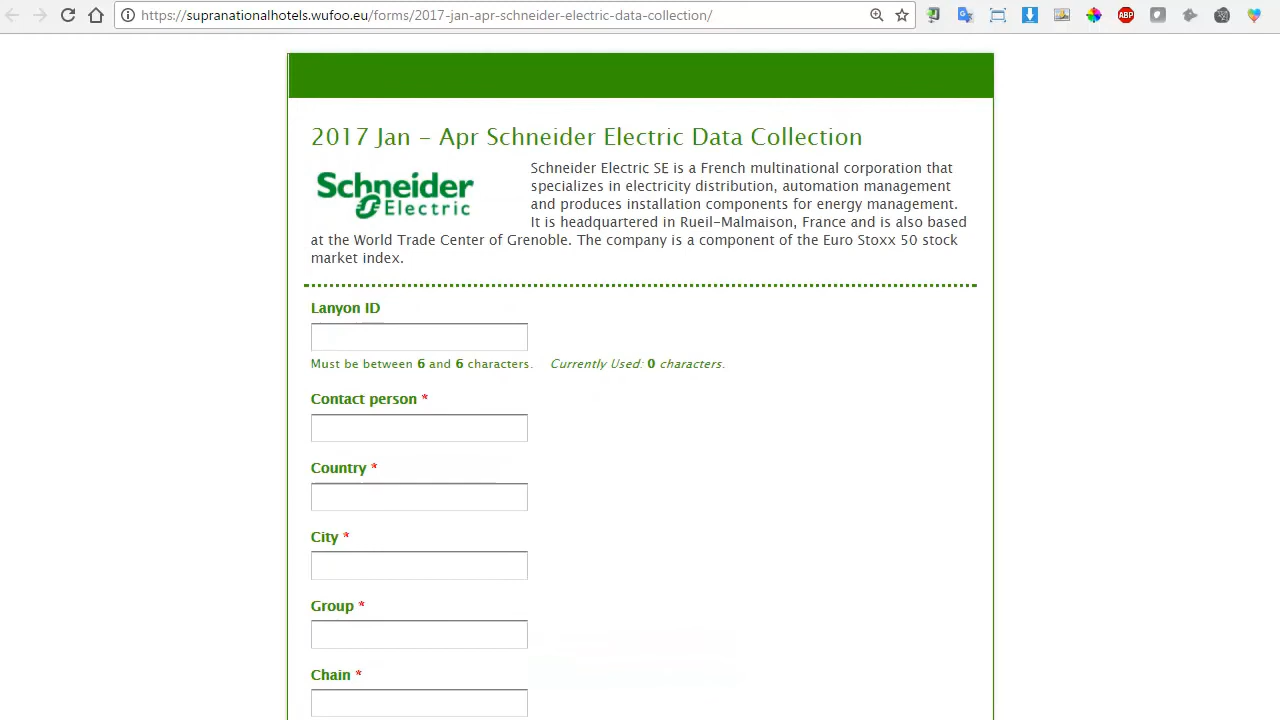 https://supranationalhotels.wufoo.eu/forms/2017-jan-apr-schneider-electric-data-collection/
ABP
2017 Jan - Apr Schneider Electric Data Collection
Schneider Electric
Schneider Electric SE is a French multinational corporation that
specializes in electricity distribution, automation management
and produces installation components for energy management.
It is headquartered in Rueil-Malmaison, France and is also based
at the World Trade Center of Grenoble. The company is a component of the Euro Stoxx 50 stock
market index.
Lanyon ID
Must be between 6 and 6 characters. Currently Used: 0 characters.
Contact person *
Country *
City *
Group *
Chain *